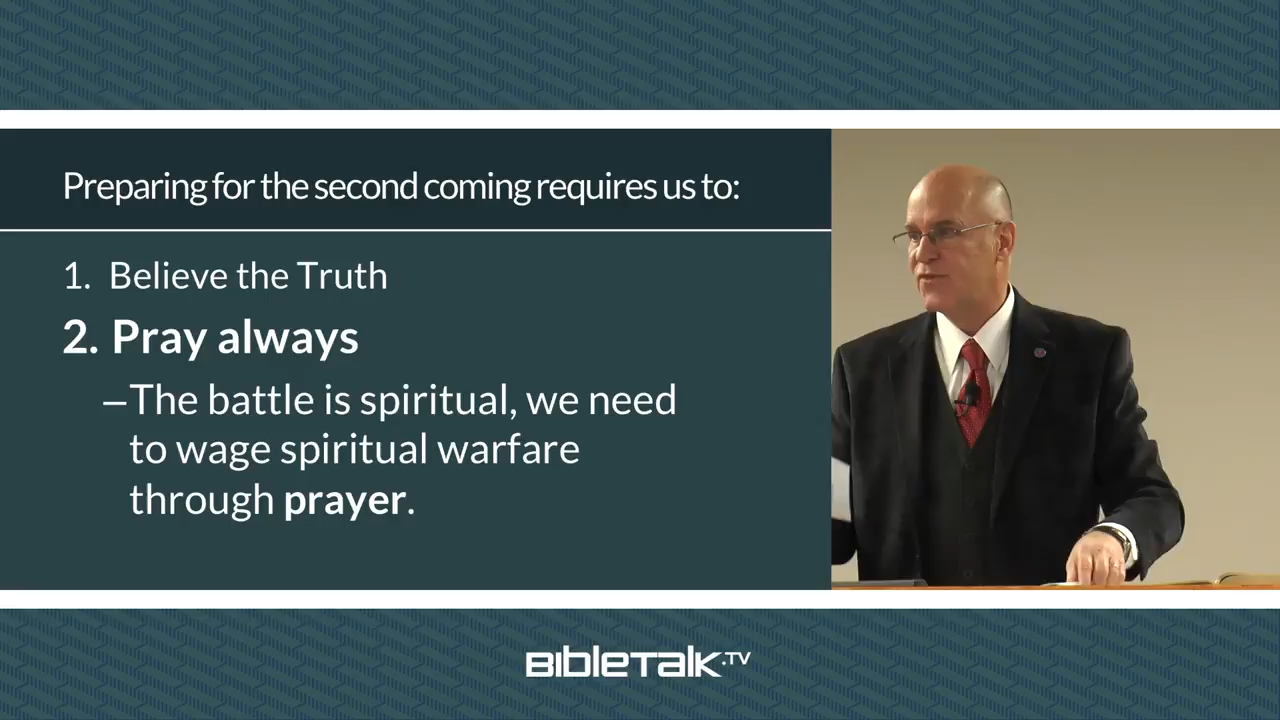 Preparing for the second coming requires us to:
1. Believe the Truth
2. Pray always
–The battle is spiritual, we need
to wage spiritual warfare
through prayer.
BibleTalk.TV